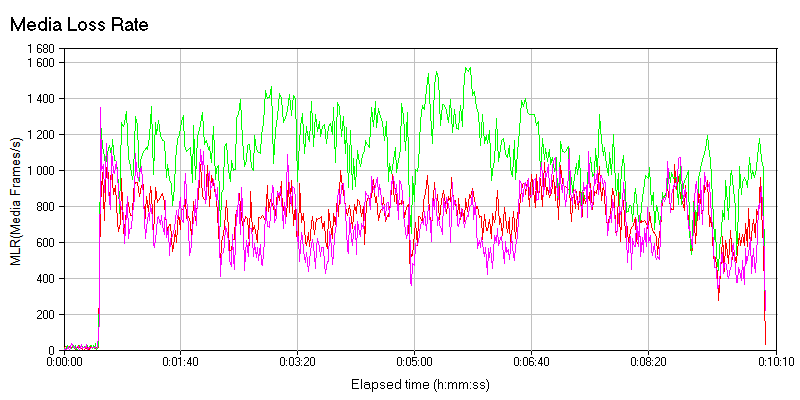 Media Loss Rate
1 680
1 600
1 400
1 200
1 000
800
600
400
200
0
MLR(Media Frames/s)
0:00:00 0:01:40 0:03:20 0:05:00 0:06:40 0:08:20 0:10:10
Elapsed time (h:mm:ss)